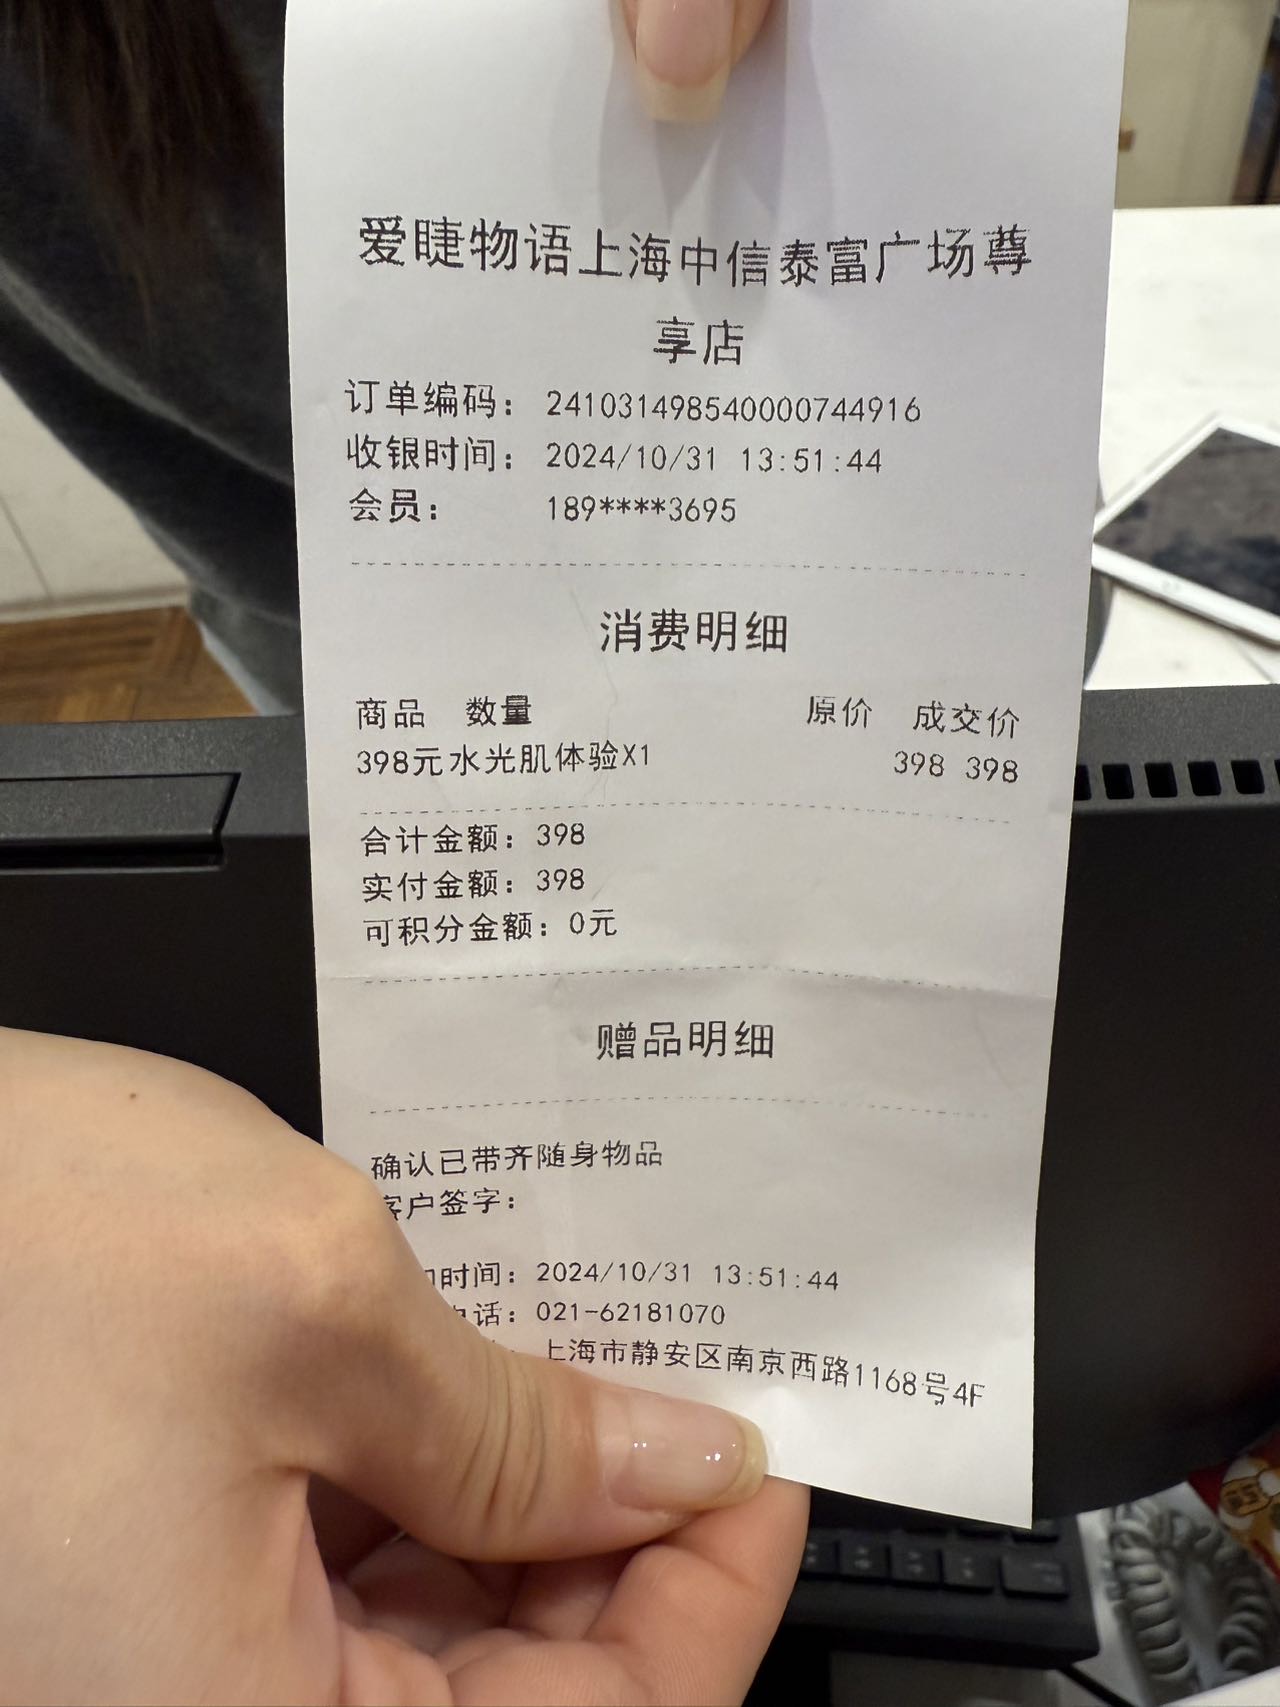 爱睫物语上海中信泰富广场尊
享店
订单编码： 241031498540000744916
收银时间： 2024/10/31 13:51:44
会员： 189****3695
消费明细
商品 数量 原价 成交价
398元水光肌体验X1 398 398
合计金额：398
实付金额：398
可积分金额：0元
赠品明细
确认已带齐随身物品
客户签字：
时间：2024/10/31 13:51:44
电话：021-62181070
上海市静安区南京西路1168号4F